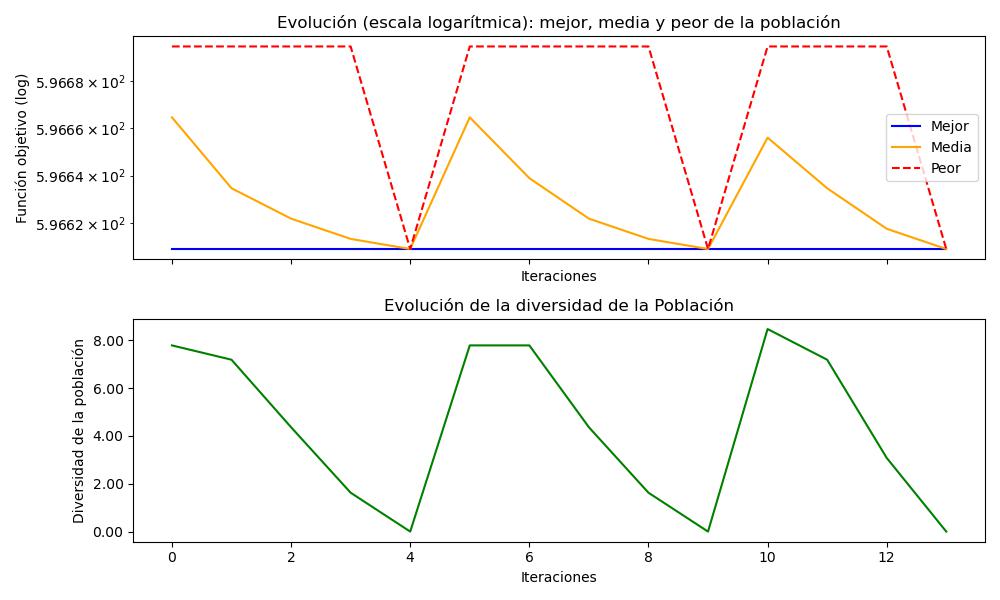 Evolución (escala logarítmica): mejor, media y peor de la población
Función objetivo (log)
5.9668 × 10²
5.9666 × 10²
5.9664 × 10²
5.9662 × 10²
Mejor
Media
Peor
Iteraciones
Evolución de la diversidad de la Población
Diversidad de la población
8.00
6.00
4.00
2.00
0.00
0 2 4 6 8 10 12
Iteraciones